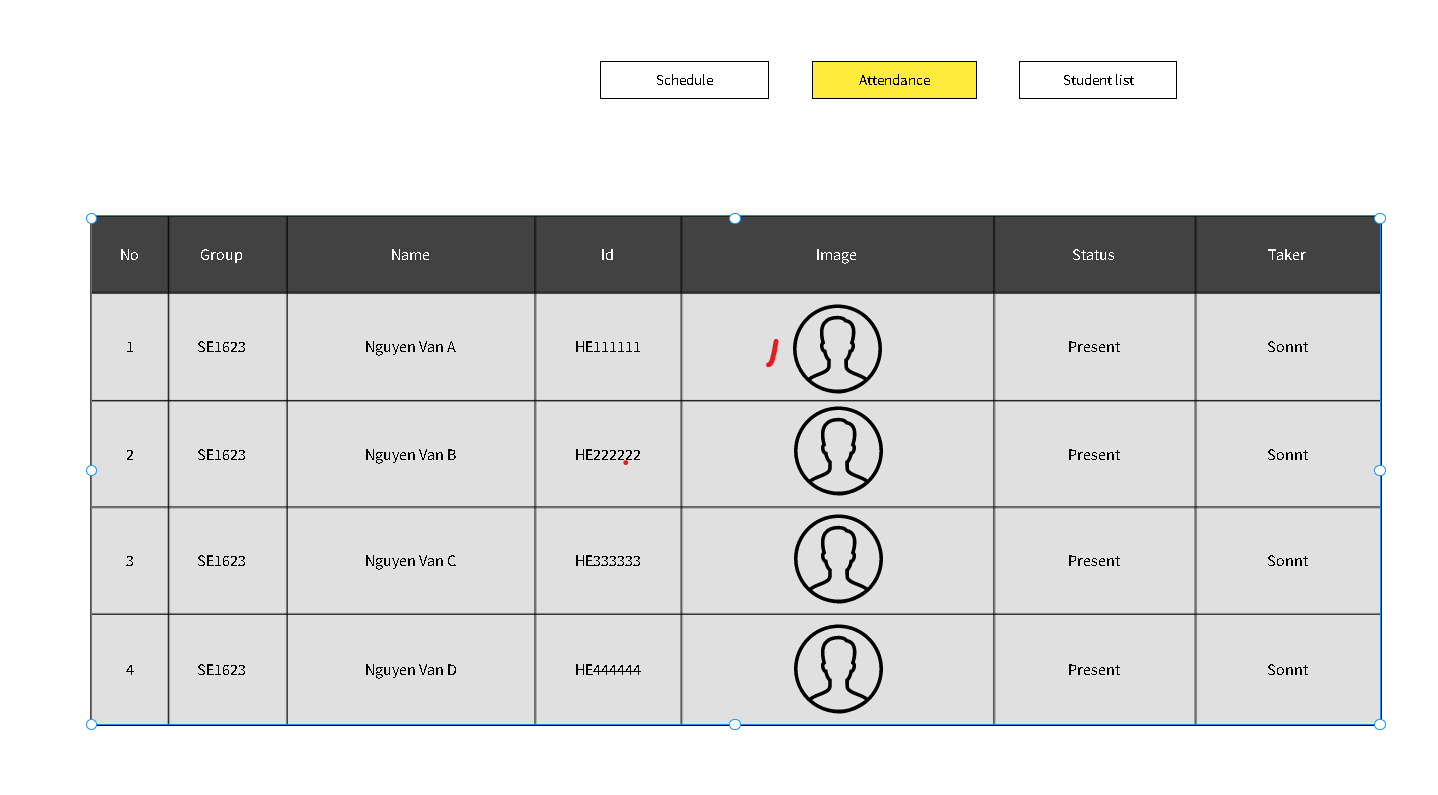 Schedule Attendance Student list
No Group Name Id Image Status Taker
1 SE1623 Nguyen Van A HE111111 Present Sonnt
2 SE1623 Nguyen Van B HE222222 Present Sonnt
3 SE1623 Nguyen Van C HE333333 Present Sonnt
4 SE1623 Nguyen Van D HE444444 Present Sonnt